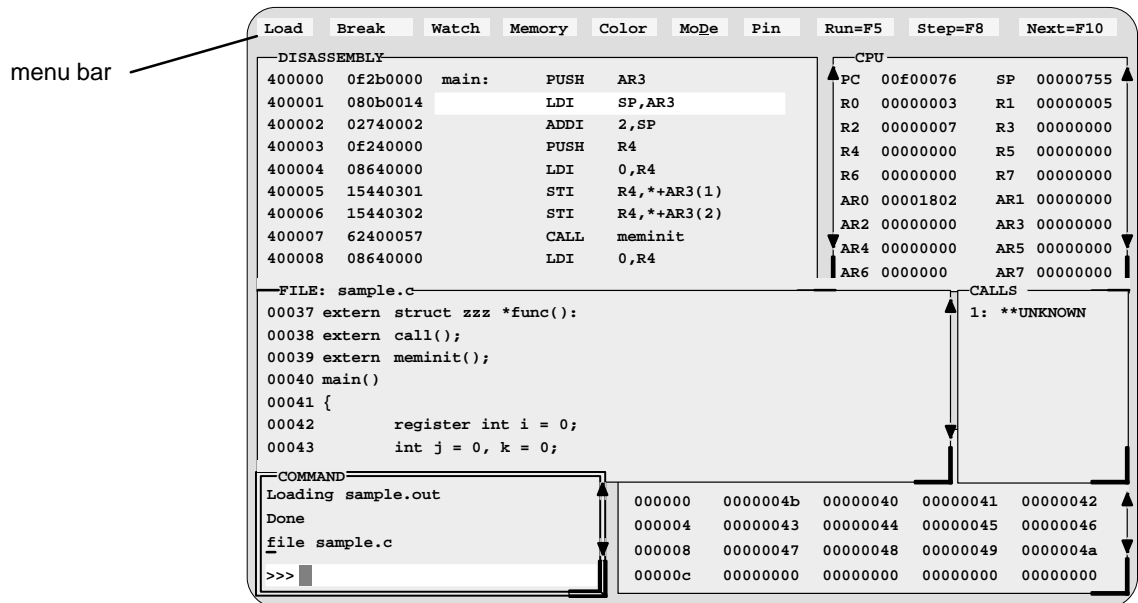 Load Break Watch Memory Color MoDe Pin Run=F5 Step=F8 Next=F10
menu bar
DISASSEMBLY
400000 0f2b0000 main: PUSH AR3
400001 080b0014 LDI SP,AR3
400002 02740002 ADDI 2,SP
400003 0f240000 PUSH R4
400004 08640000 LDI 0,R4
400005 15440301 STI R4,*+AR3(1)
400006 15440302 STI R4,*+AR3(2)
400007 62400057 CALL meminit
400008 08640000 LDI 0,R4
CPU
PC 00f00076 SP 00000755
R0 00000003 R1 00000005
R2 00000007 R3 00000000
R4 00000000 R5 00000000
R6 00000000 R7 00000000
AR0 00001802 AR1 00000000
AR2 00000000 AR3 00000000
AR4 00000000 AR5 00000000
AR6 0000000 AR7 00000000
FILE: sample.c
00037 extern struct zzz *func():
00038 extern call();
00039 extern meminit();
00040 main()
00041 {
00042 register int i = 0;
00043 int j = 0, k = 0;
CALLS
1: **UNKNOWN
COMMAND
Loading sample.out
Done
file sample.c
>>>
000000 0000004b 00000040 00000041 00000042
000004 00000043 00000044 00000045 00000046
000008 00000047 00000048 00000049 0000004a
00000c 00000000 00000000 00000000 00000000